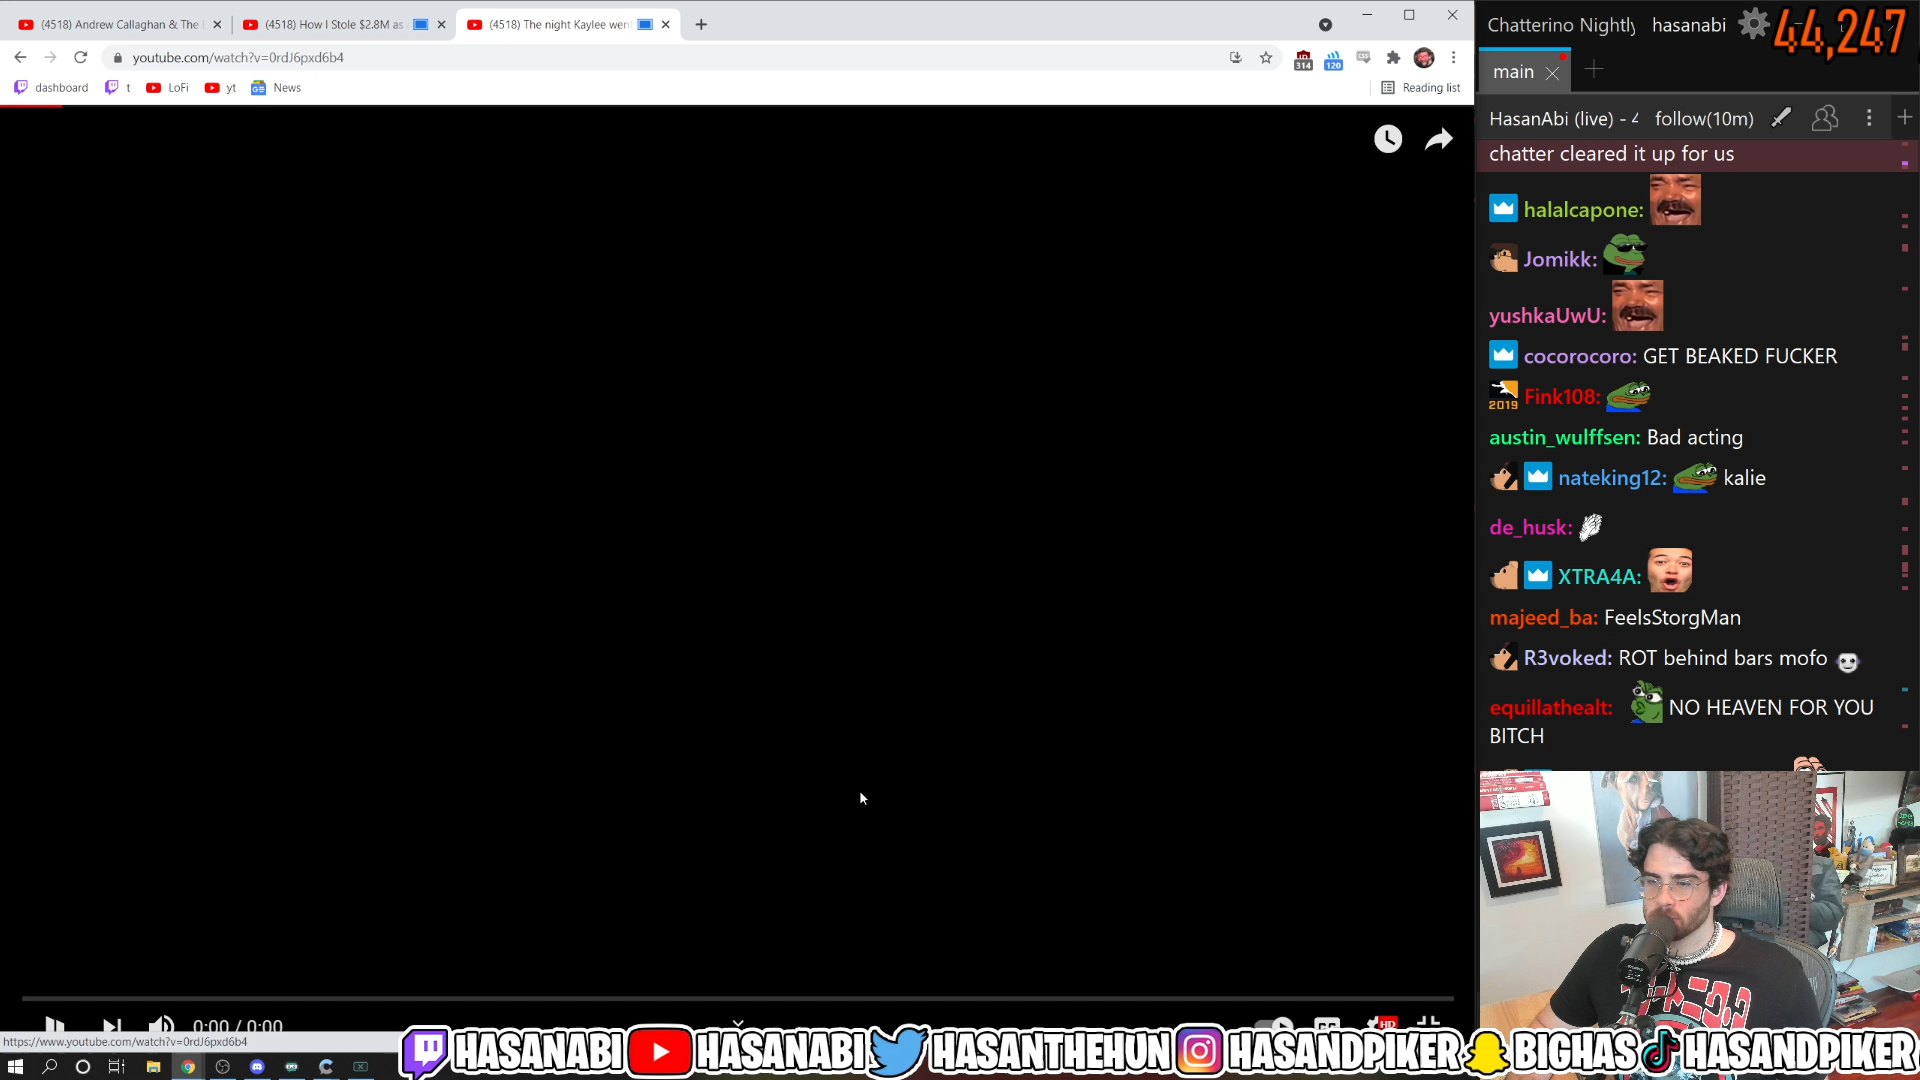 (4518) Andrew Callaghan & The
(4518) How I Stole $2.8M as
(4518) The night Kaylee wen
youtube.com/watch?v=0rdJ6pxd6b4
314
120
dashboard
t
LoFi
yt
News
Reading list
0:00 / 0:00
HD
https://www.youtube.com/watch?v=0rdJ6pxd6b4
Chatterino Nightly
hasanabi
44,247
main
HasanAbi (live) - 4
follow(10m)
chatter cleared it up for us
halalcapone:
Jomikk:
yushkaUwU:
cocorocoro: GET BEAKED FUCKER
2019 Fink108:
austin_wulffsen: Bad acting
nateking12: kalie
de_husk:
XTRA4A:
majeed_ba: FeelsStorgMan
R3voked: ROT behind bars mofo
equillathealt: NO HEAVEN FOR YOU
BITCH
HASANABI HASANABI HASANTHEHUN HASANDPIKER BIGHAS HASANDPIKER